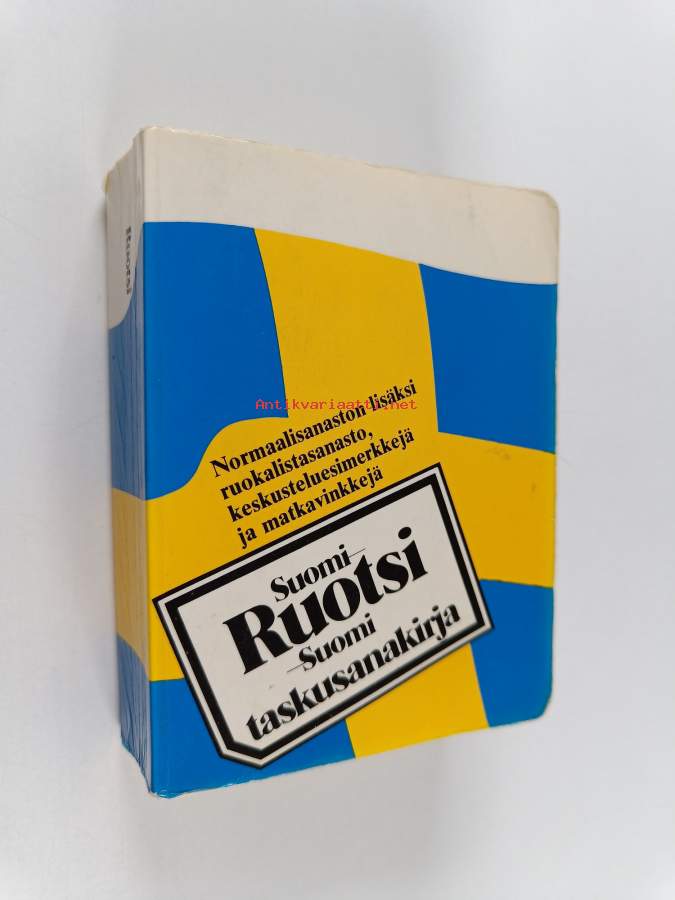 Ruotsi
Normaalisanaston lisäksi
ruokalistasanasto,
keskusteluesimerkkejä
ja matkavinkkejä
Suomi–
Ruotsi
–Suomi
taskusanakirja
Antikvariaatti.net